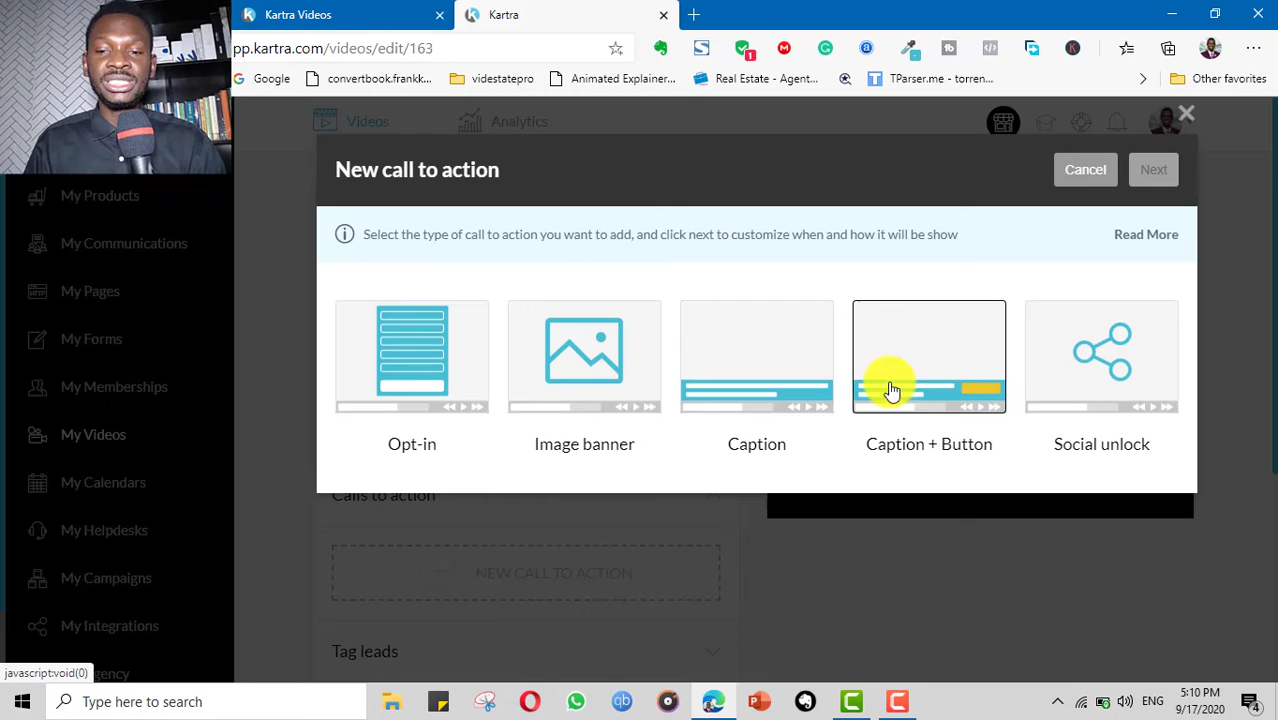 Kartra Videos
Kartra
pp.kartra.com/videos/edit/163
Google
convertbook.frankk...
videstatepro
Animated Explainer...
Real Estate - Agent...
TParser.me - torren...
Other favorites
Videos
Analytics
New call to action
Cancel
Next
Select the type of call to action you want to add, and click next to customize when and how it will be show
Read More
Opt-in
Image banner
Caption
Caption + Button
Social unlock
My Products
My Communications
My Pages
My Forms
My Memberships
My Videos
My Calendars
My Helpdesks
My Campaigns
My Integrations
gency
Calls to action
NEW CALL TO ACTION
Tag leads
javascript:void(0)
Type here to search
ENG
5:10 PM
9/17/2020
4